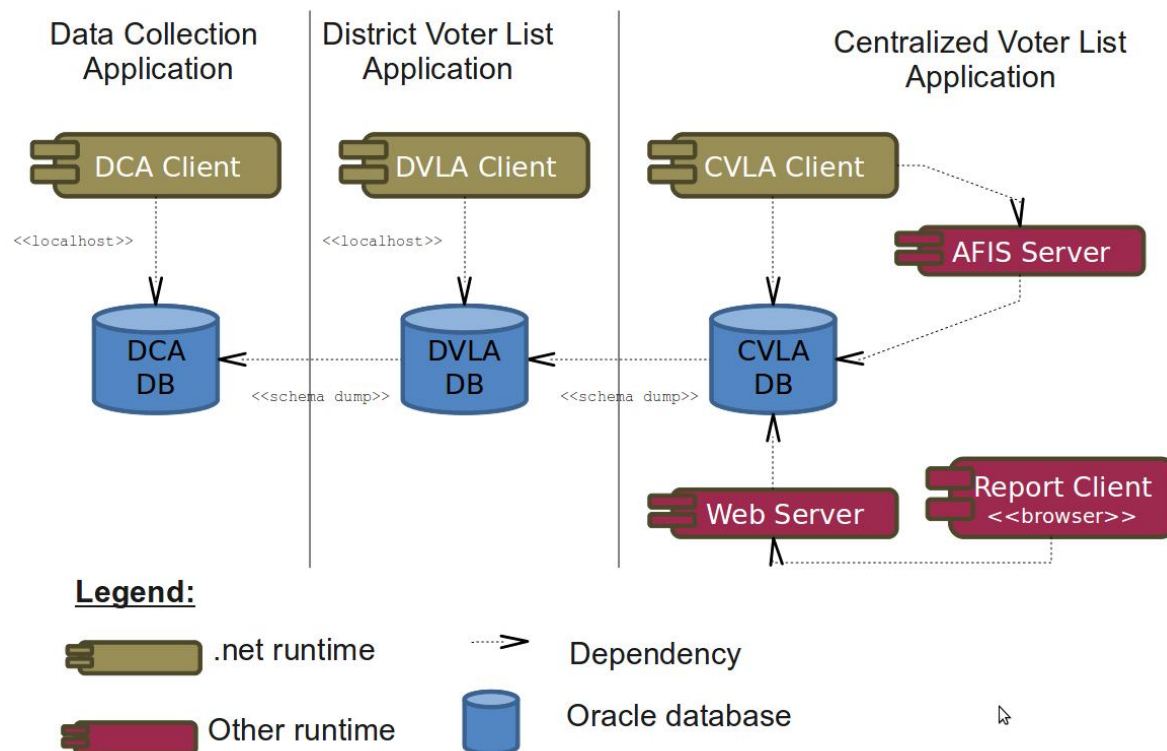 Data Collection
Application
District Voter List
Application
Centralized Voter List
Application
DCA Client
DVLA Client
CVLA Client
<<localhost>>
<<localhost>>
AFIS Server
DCA
DB
DVLA
DB
CVLA
DB
<<schema dump>>
<<schema dump>>
Web Server
Report Client
<<browser>>
Legend:
.net runtime
Dependency
Other runtime
Oracle database